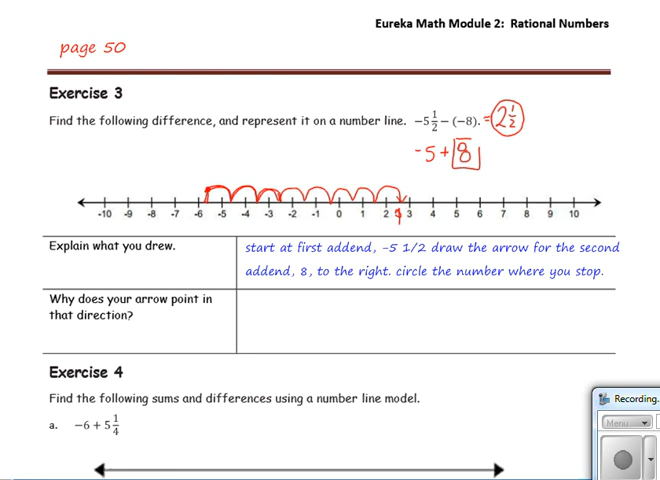 Eureka Math Module 2: Rational Numbers
page 50
Exercise 3
Find the following difference, and represent it on a number line. −5 1/2 − (−8). = 2 1/2
-5 + 8
-10 -9 -8 -7 -6 -5 -4 -3 -2 -1 0 1 2 3 4 5 6 7 8 9 10
Explain what you drew.
start at first addend, -5 1/2 draw the arrow for the second
addend, 8, to the right. circle the number where you stop.
Why does your arrow point in
that direction?
Exercise 4
Find the following sums and differences using a number line model.
Recording.
a. −6 + 5 1/4
Menu